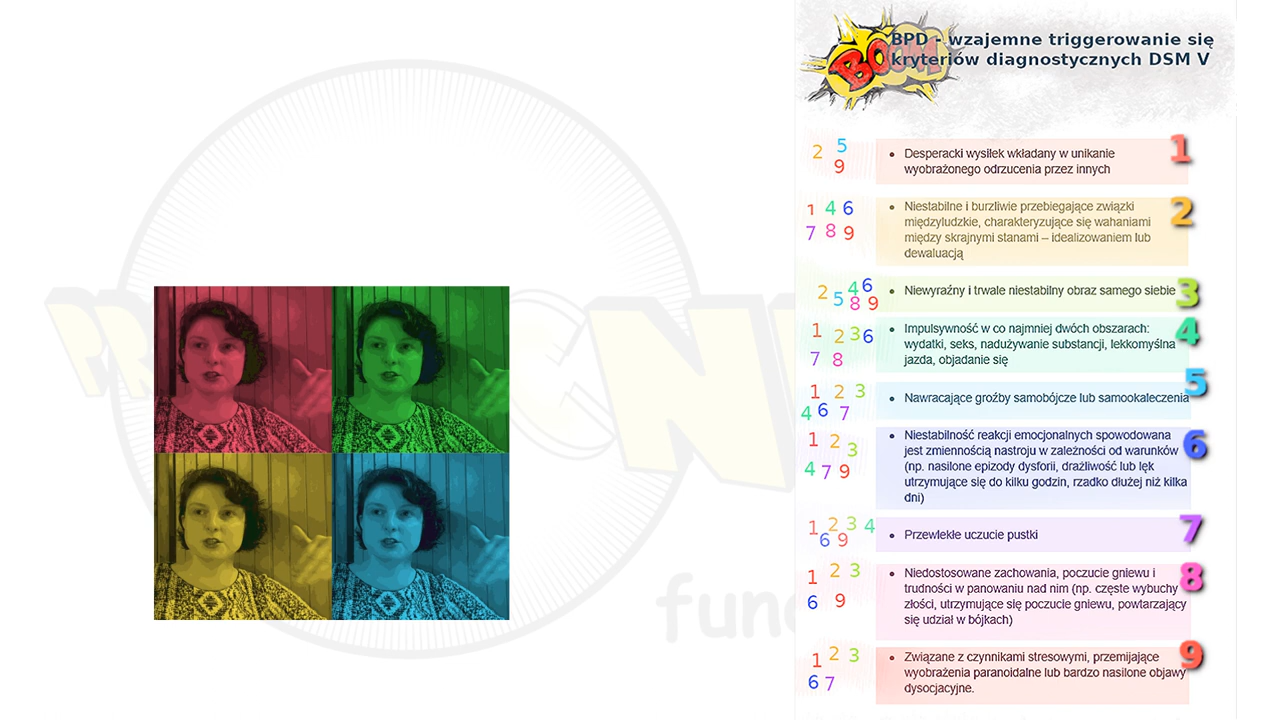 BOOM
BPD - wzajemne triggerowanie się
kryteriów diagnostycznych DSM V
2 5
9
• Desperacki wysiłek wkładany w unikanie
wyobrażonego odrzucenia przez innych
1
1 4 6
7 8 9
• Niestabilne i burzliwie przebiegające związki
międzyludzkie, charakteryzujące się wahaniami
między skrajnymi stanami – idealizowaniem lub
dewaluacją
2
2 5 4 6
8 9
• Niewyraźny i trwale niestabilny obraz samego siebie
3
1 2 3 6
7 8
• Impulsywność w co najmniej dwóch obszarach:
wydatki, seks, nadużywanie substancji, lekkomyślna
jazda, objadanie się
4
1 2 3
4 6 7
• Nawracające groźby samobójcze lub samookaleczenia
5
1 2 3
4 7 9
• Niestabilność reakcji emocjonalnych spowodowana
jest zmiennością nastroju w zależności od warunków
(np. nasilone epizody dysforii, drażliwość lub lęk
utrzymujące się do kilku godzin, rzadko dłużej niż kilka
dni)
6
1 2 3 4
6 9
• Przewlekłe uczucie pustki
7
1 2 3
6 9
• Niedostosowane zachowania, poczucie gniewu i
trudności w panowaniu nad nim (np. częste wybuchy
złości, utrzymujące się poczucie gniewu, powtarzający
się udział w bójkach)
8
1 2 3
6 7
• Związane z czynnikami stresowymi, przemijające
wyobrażenia paranoidalne lub bardzo nasilone objawy
dysocjacyjne.
9